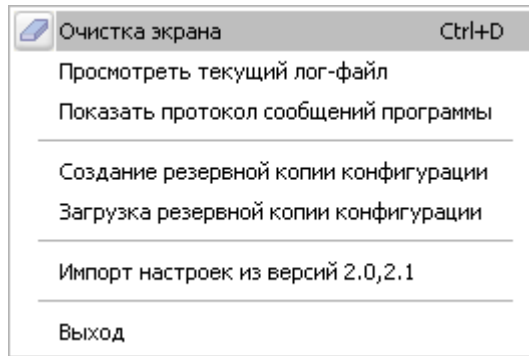 Очистка экрана Ctrl+D
Просмотреть текущий лог-файл
Показать протокол сообщений программы
Создание резервной копии конфигурации
Загрузка резервной копии конфигурации
Импорт настроек из версий 2.0,2.1
Выход